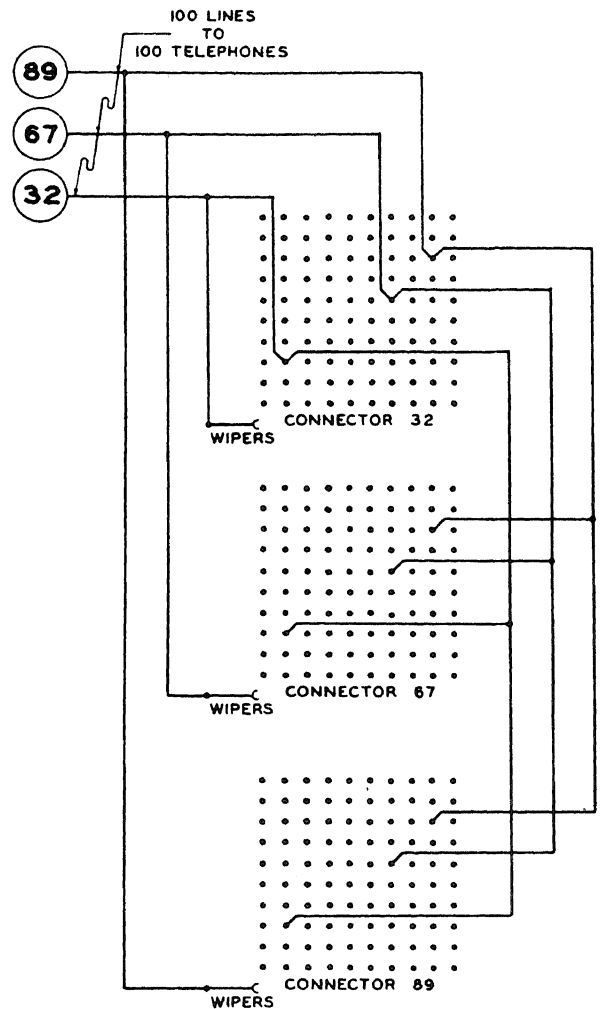 100 LINES
TO
100 TELEPHONES
89
67
32
CONNECTOR 32
WIPERS
CONNECTOR 67
WIPERS
CONNECTOR 89
WIPERS